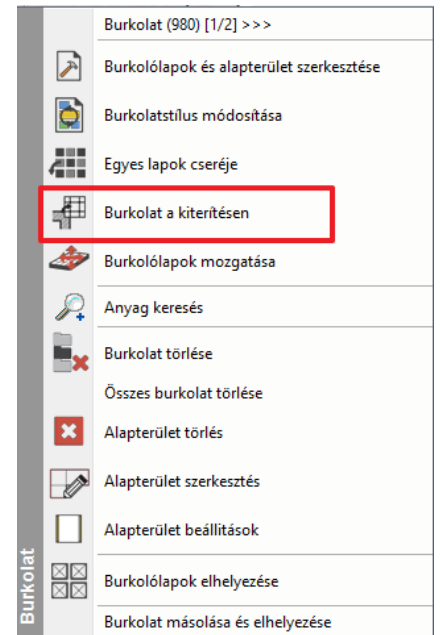 Burkolat (980) [1/2] >>>
Burkolólapok és alapterület szerkesztése
Burkolatstílus módosítása
Egyes lapok cseréje
Burkolat a kiterítésen
Burkolólapok mozgatása
Anyag keresés
Burkolat törlése
Összes burkolat törlése
Alapterület törlés
Alapterület szerkesztés
Alapterület beállítások
Burkolólapok elhelyezése
Burkolat másolása és elhelyezése
Burkolat